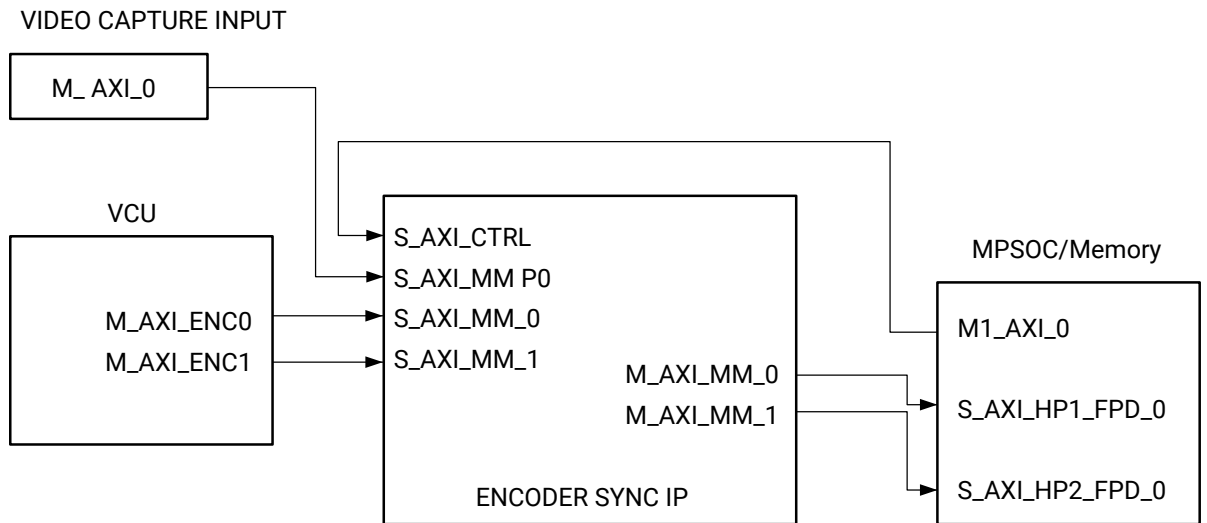 VIDEO CAPTURE INPUT
M_ AXI_0
VCU
M_AXI_ENC0
M_AXI_ENC1
S_AXI_CTRL
S_AXI_MM P0
S_AXI_MM_0
S_AXI_MM_1
M_AXI_MM_0
M_AXI_MM_1
ENCODER SYNC IP
MPSOC/Memory
M1_AXI_0
S_AXI_HP1_FPD_0
S_AXI_HP2_FPD_0